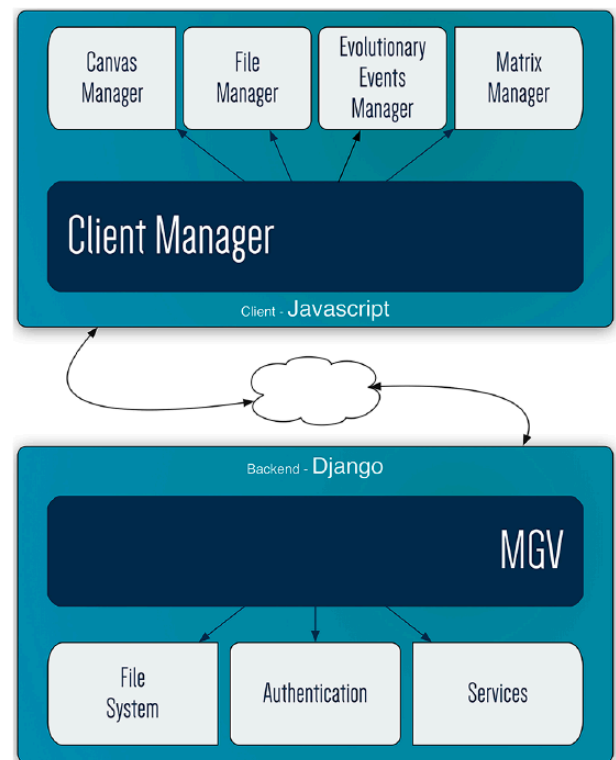 Canvas
Manager
File
Manager
Evolutionary
Events
Manager
Matrix
Manager
Client Manager
Client - Javascript
Backend - Django
MGV
File
System
Authentication
Services